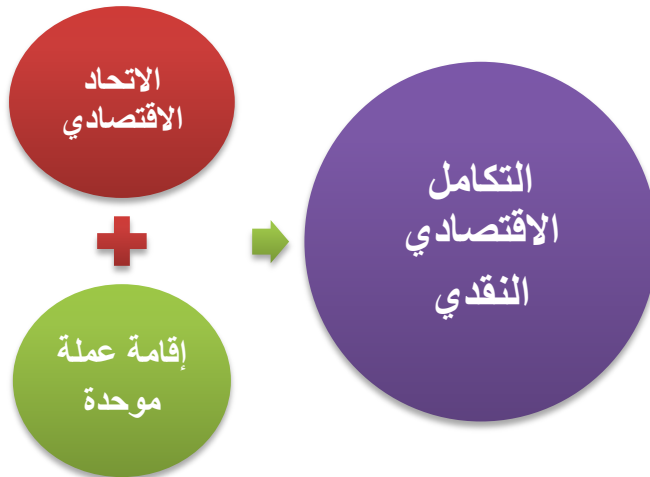 الاتحاد
الاقتصادي
إقامة عملة
موحدة
التكامل
الاقتصادي
النقدي